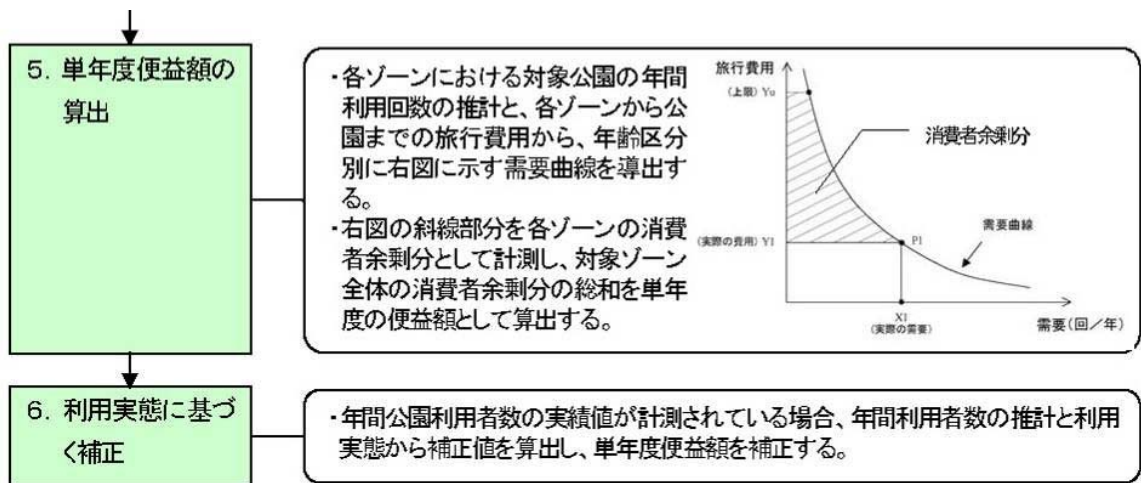 5．単年度便益額の
算出
・各ゾーンにおける対象公園の年間
利用回数の推計と、各ゾーンから公
園までの旅行費用から、年齢区分
別に右図に示す需要曲線を導出す
る。
・右図の斜線部分を各ゾーンの消費
者余剰分として計測し、対象ゾーン
全体の消費者余剰分の総和を単年
度の便益額として算出する。
旅行費用
(上限) Yu
消費者余剰分
(実際の費用) Y1
P1
需要曲線
X1
(実際の需要)
需要(回／年)
6．利用実態に基づ
く補正
・年間公園利用者数の実績値が計測されている場合、年間利用者数の推計と利用
実態から補正値を算出し、単年度便益額を補正する。